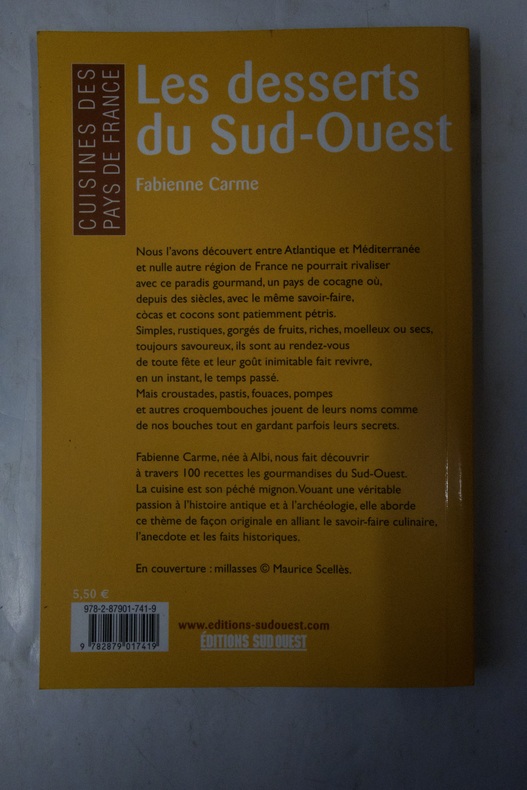 CUISINES DES
PAYS DE FRANCE
Les desserts
du Sud-Ouest
Fabienne Carme
Nous l'avons découvert entre Atlantique et Méditerranée
et nulle autre région de France ne pourrait rivaliser
avec ce paradis gourmand, un pays de cocagne où,
depuis des siècles, avec le même savoir-faire,
còcas et cocons sont patiemment pétris.
Simples, rustiques, gorgés de fruits, riches, moelleux ou secs,
toujours savoureux, ils sont au rendez-vous
de toute fête et leur goût inimitable fait revivre,
en un instant, le temps passé.
Mais croustades, pastis, fouaces, pompes
et autres croquembouches jouent de leurs noms comme
de nos bouches tout en gardant parfois leurs secrets.
Fabienne Carme, née à Albi, nous fait découvrir
à travers 100 recettes les gourmandises du Sud-Ouest.
La cuisine est son péché mignon. Vouant une véritable
passion à l'histoire antique et à l'archéologie, elle aborde
ce thème de façon originale en alliant le savoir-faire culinaire,
l'anecdote et les faits historiques.
En couverture : millasses © Maurice Scellès.
5,50 €
978-2-87901-741-9
9 782879 017419
www.editions-sudouest.com
ÉDITIONS SUD OUEST